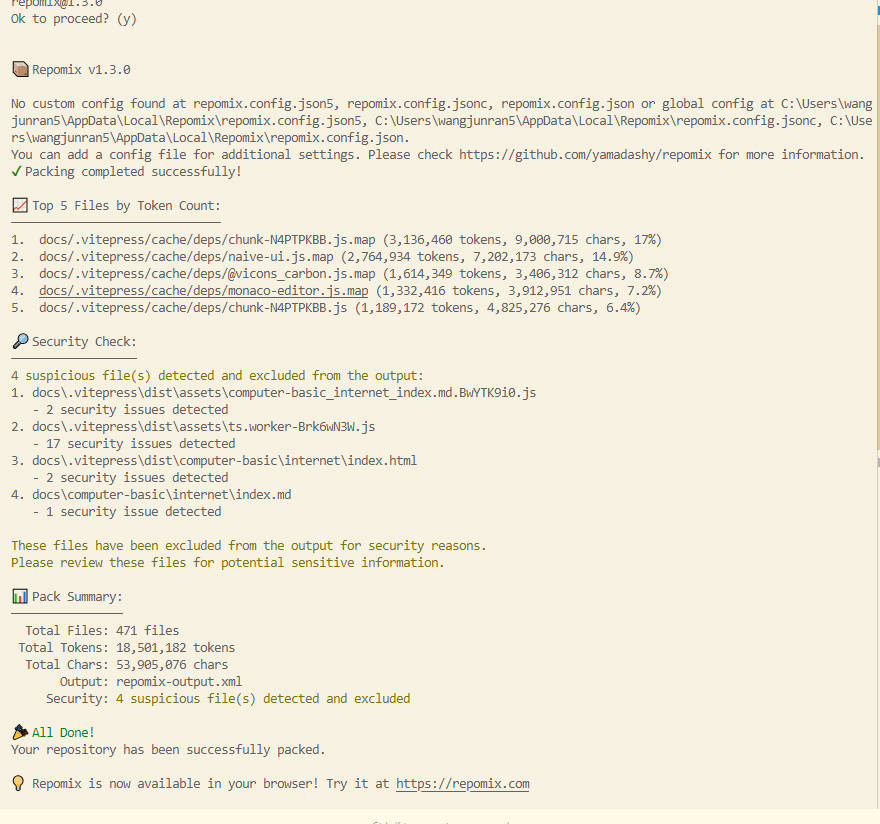 repomix@1.3.0
Ok to proceed? (y)
Repomix v1.3.0
No custom config found at repomix.config.json5, repomix.config.jsonc, repomix.config.json or global config at C:\Users\wang
junran5\AppData\Local\Repomix\repomix.config.json5, C:\Users\wangjunran5\AppData\Local\Repomix\repomix.config.jsonc, C:\Use
rs\wangjunran5\AppData\Local\Repomix\repomix.config.json.
You can add a config file for additional settings. Please check https://github.com/yamadashy/repomix for more information.
✓ Packing completed successfully!
Top 5 Files by Token Count:
1. docs/.vitepress/cache/deps/chunk-N4PTPKBB.js.map (3,136,460 tokens, 9,000,715 chars, 17%)
2. docs/.vitepress/cache/deps/naive-ui.js.map (2,764,934 tokens, 7,202,173 chars, 14.9%)
3. docs/.vitepress/cache/deps/@vicons_carbon.js.map (1,614,349 tokens, 3,406,312 chars, 8.7%)
4. docs/.vitepress/cache/deps/monaco-editor.js.map (1,332,416 tokens, 3,912,951 chars, 7.2%)
5. docs/.vitepress/cache/deps/chunk-N4PTPKBB.js (1,189,172 tokens, 4,825,276 chars, 6.4%)
Security Check:
4 suspicious file(s) detected and excluded from the output:
1. docs\.vitepress\dist\assets\computer-basic_internet_index.md.BwYTK9i0.js
- 2 security issues detected
2. docs\.vitepress\dist\assets\ts.worker-Brk6wN3W.js
- 17 security issues detected
3. docs\.vitepress\dist\computer-basic\internet\index.html
- 2 security issues detected
4. docs\computer-basic\internet\index.md
- 1 security issue detected
These files have been excluded from the output for security reasons.
Please review these files for potential sensitive information.
Pack Summary:
Total Files: 471 files
Total Tokens: 18,501,182 tokens
Total Chars: 53,905,076 chars
Output: repomix-output.xml
Security: 4 suspicious file(s) detected and excluded
All Done!
Your repository has been successfully packed.
Repomix is now available in your browser! Try it at https://repomix.com